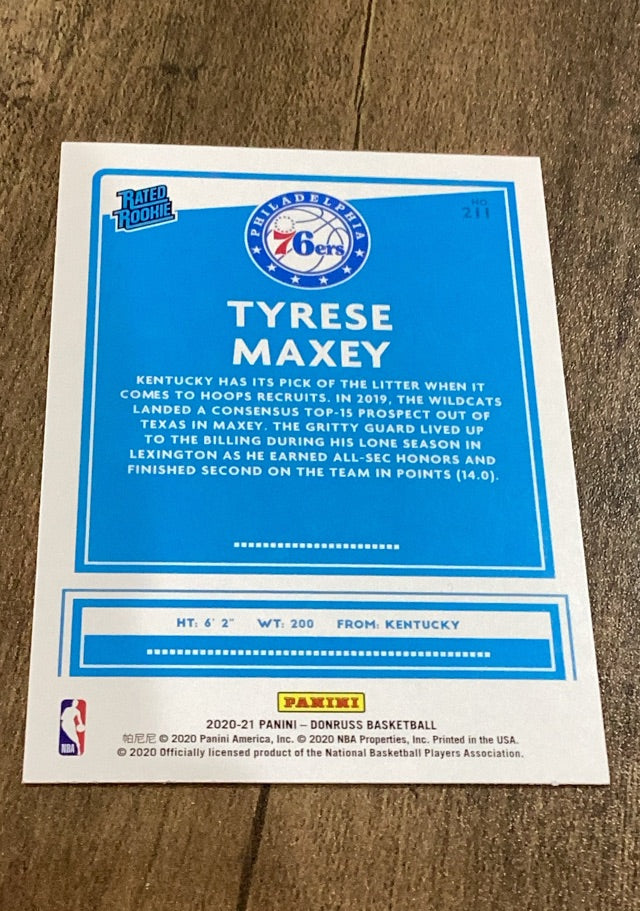 RATED
ROOKIE
NO.
211
PHILADELPHIA
76ers
TYRESE
MAXEY
KENTUCKY HAS ITS PICK OF THE LITTER WHEN IT
COMES TO HOOPS RECRUITS. IN 2019, THE WILDCATS
LANDED A CONSENSUS TOP-15 PROSPECT OUT OF
TEXAS IN MAXEY. THE GRITTY GUARD LIVED UP
TO THE BILLING DURING HIS LONE SEASON IN
LEXINGTON AS HE EARNED ALL-SEC HONORS AND
FINISHED SECOND ON THE TEAM IN POINTS (14.0).
HT: 6' 2" WT: 200 FROM: KENTUCKY
PANINI
2020-21 PANINI – DONRUSS BASKETBALL
帕尼尼 © 2020 Panini America, Inc. © 2020 NBA Properties, Inc. Printed in the USA.
© 2020 Officially licensed product of the National Basketball Players Association.
NBA